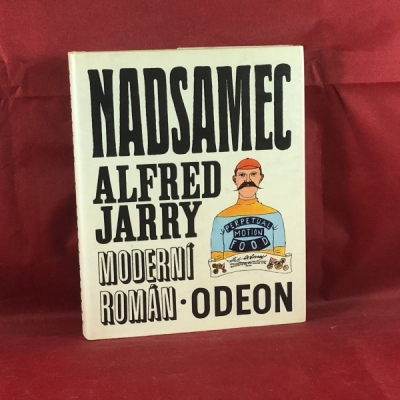 NADSAMEC
ALFRED
JARRY
PERPETUAL
MOTION
FOOD
MODERNÍ
ROMÁN · ODEON